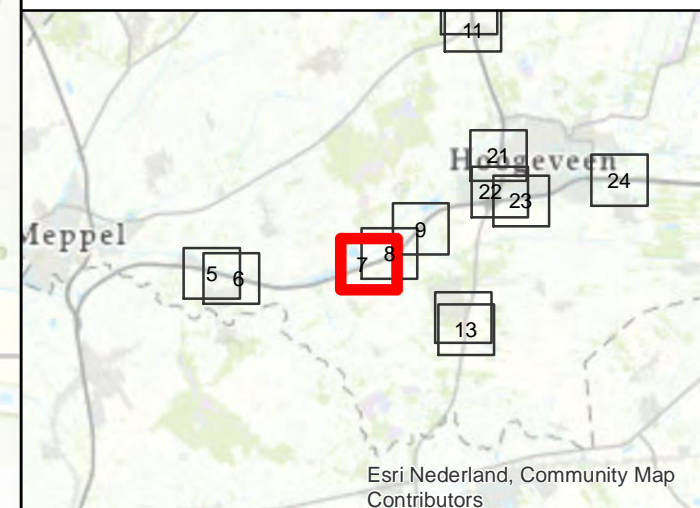 11
21
Hoogeveen
24
22
23
9
Meppel
8
7
5
6
13
Esri Nederland, Community Map
Contributors